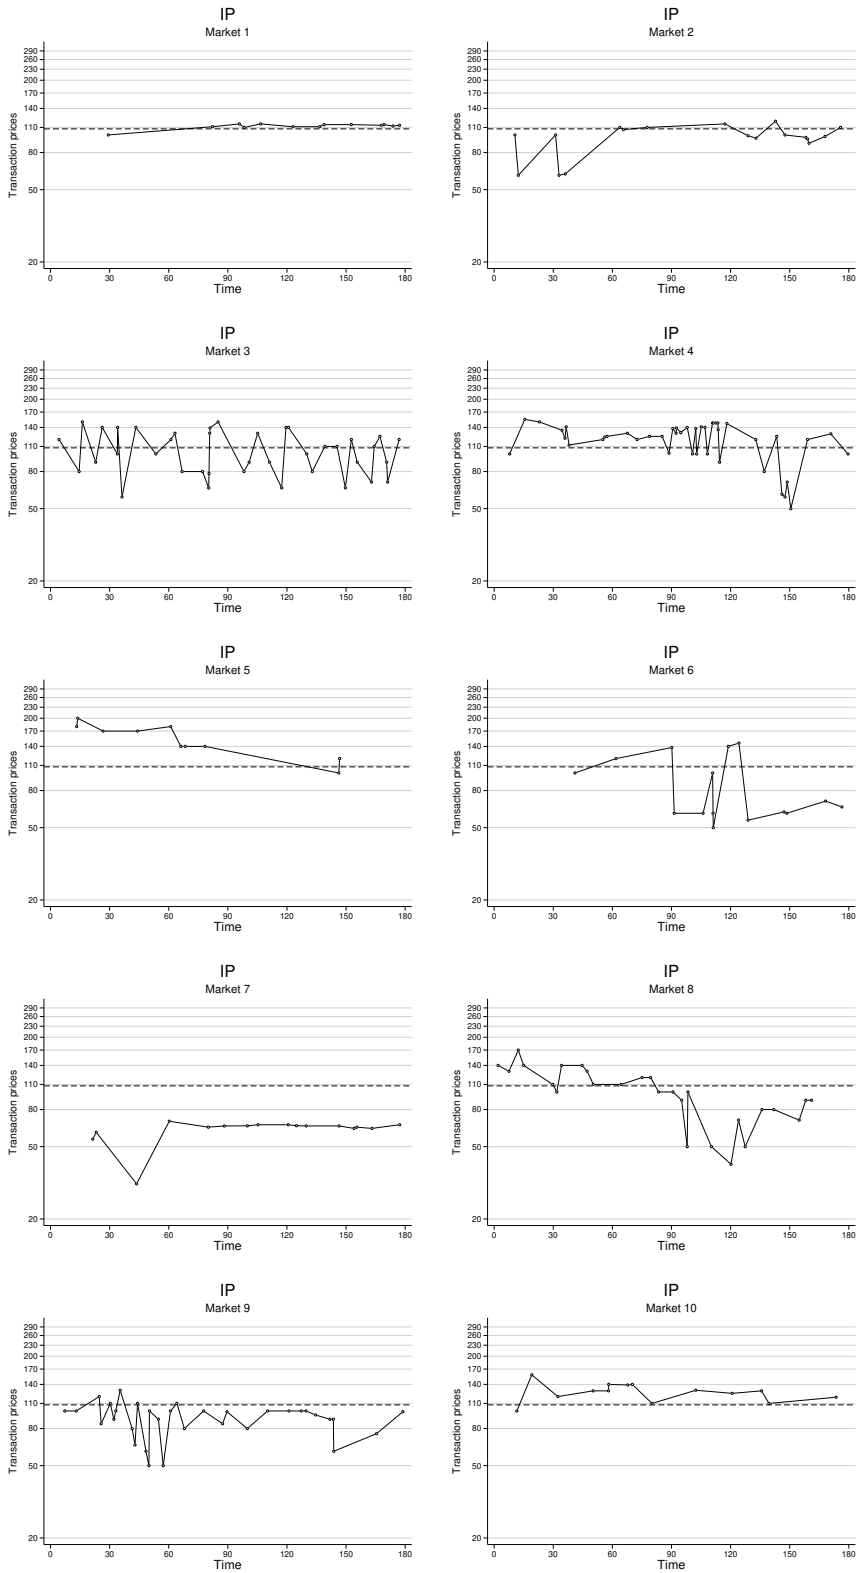 IP
Market 1
Transaction prices
290
260
230
200
170
140
110
80
50
20
0 30 60 90 120 150 180
Time
IP
Market 2
Transaction prices
290
260
230
200
170
140
110
80
50
20
0 30 60 90 120 150 180
Time
IP
Market 3
Transaction prices
290
260
230
200
170
140
110
80
50
20
0 30 60 90 120 150 180
Time
IP
Market 4
Transaction prices
290
260
230
200
170
140
110
80
50
20
0 30 60 90 120 150 180
Time
IP
Market 5
Transaction prices
290
260
230
200
170
140
110
80
50
20
0 30 60 90 120 150 180
Time
IP
Market 6
Transaction prices
290
260
230
200
170
140
110
80
50
20
0 30 60 90 120 150 180
Time
IP
Market 7
Transaction prices
290
260
230
200
170
140
110
80
50
20
0 30 60 90 120 150 180
Time
IP
Market 8
Transaction prices
290
260
230
200
170
140
110
80
50
20
0 30 60 90 120 150 180
Time
IP
Market 9
Transaction prices
290
260
230
200
170
140
110
80
50
20
0 30 60 90 120 150 180
Time
IP
Market 10
Transaction prices
290
260
230
200
170
140
110
80
50
20
0 30 60 90 120 150 180
Time